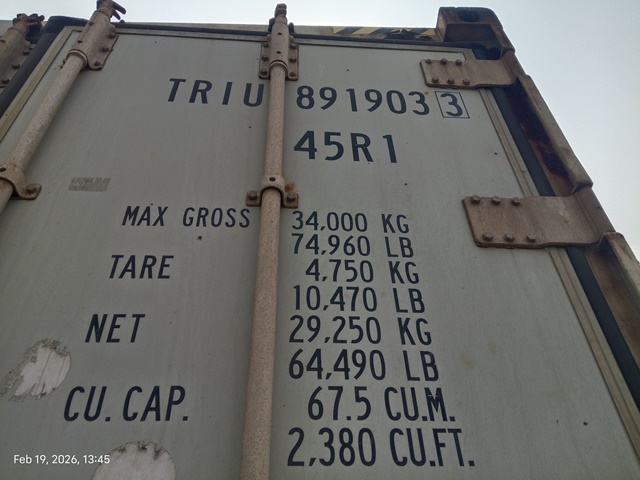 TRIU 891903 3
45R1
MAX GROSS 34,000 KG
74,960 LB
TARE 4,750 KG
10,470 LB
NET 29,250 KG
64,490 LB
CU. CAP. 67.5 CU.M.
2,380 CU.FT.
Feb 19, 2026, 13:45